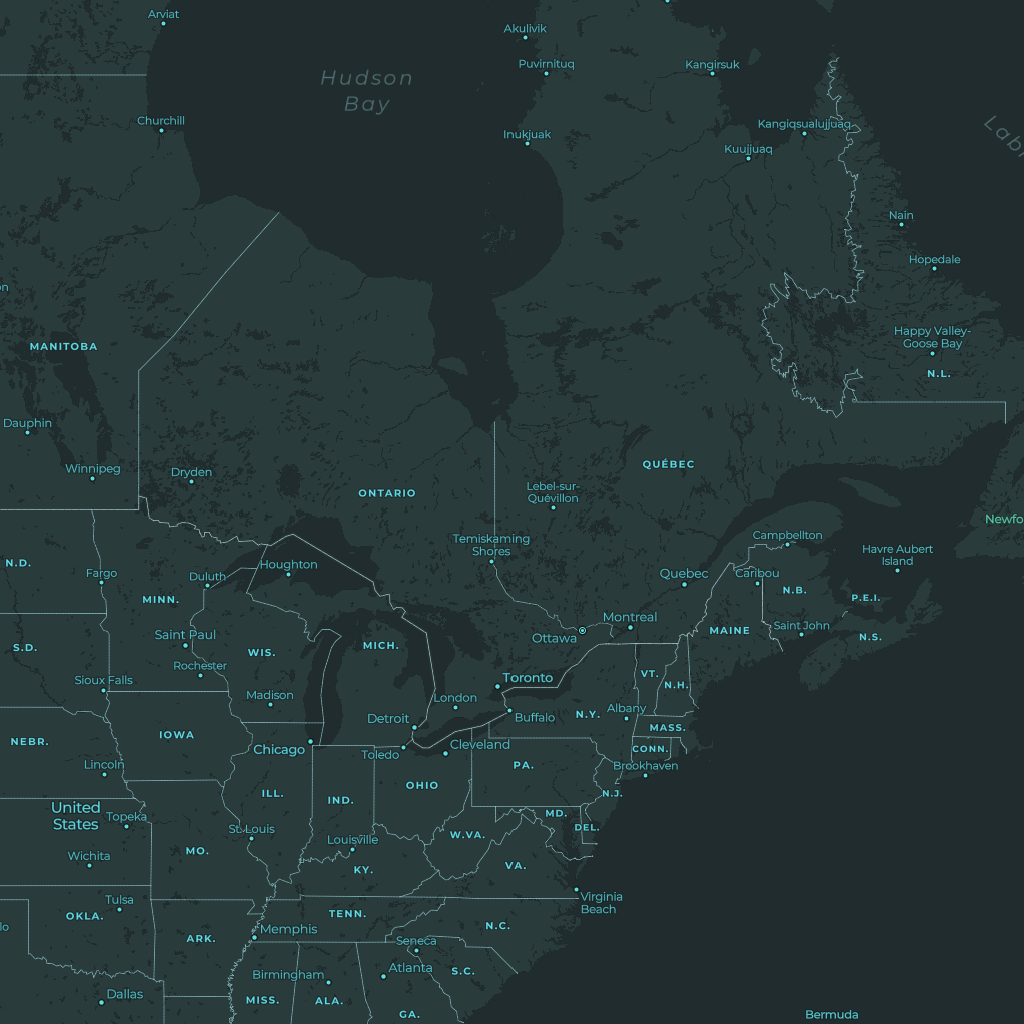 Arviat
Akulivik
Puvirnituq
Kangirsuk
Hudson
Bay
Churchill
Inukjuak
Kangiqsualujjuaq
Kuujjuaq
Nain
Hopedale
MANITOBA
Happy Valley-
Goose Bay
N.L.
Dauphin
Winnipeg
Dryden
ONTARIO
QUÉBEC
Lebel-sur-
Quévillon
Temiskaming
Shores
Campbellton
Havre Aubert
Island
N.D.
Fargo
Duluth
Houghton
Quebec
Caribou
N.B.
P.E.I.
MINN.
Montreal
Saint John
Saint Paul
Ottawa
MAINE
N.S.
S.D.
WIS.
MICH.
Rochester
VT.
N.H.
Sioux Falls
Madison
London
Toronto
Albany
Detroit
Buffalo
N.Y.
MASS.
NEBR.
IOWA
Chicago
Toledo
Cleveland
CONN.
Lincoln
PA.
Brookhaven
ILL.
IND.
OHIO
N.J.
United
States
Topeka
St. Louis
Louisville
MD.
DEL.
W.VA.
Wichita
MO.
KY.
VA.
Tulsa
Virginia
Beach
OKLA.
TENN.
N.C.
ARK.
Memphis
Seneca
Birmingham
Atlanta
S.C.
Dallas
MISS.
ALA.
GA.
Bermuda